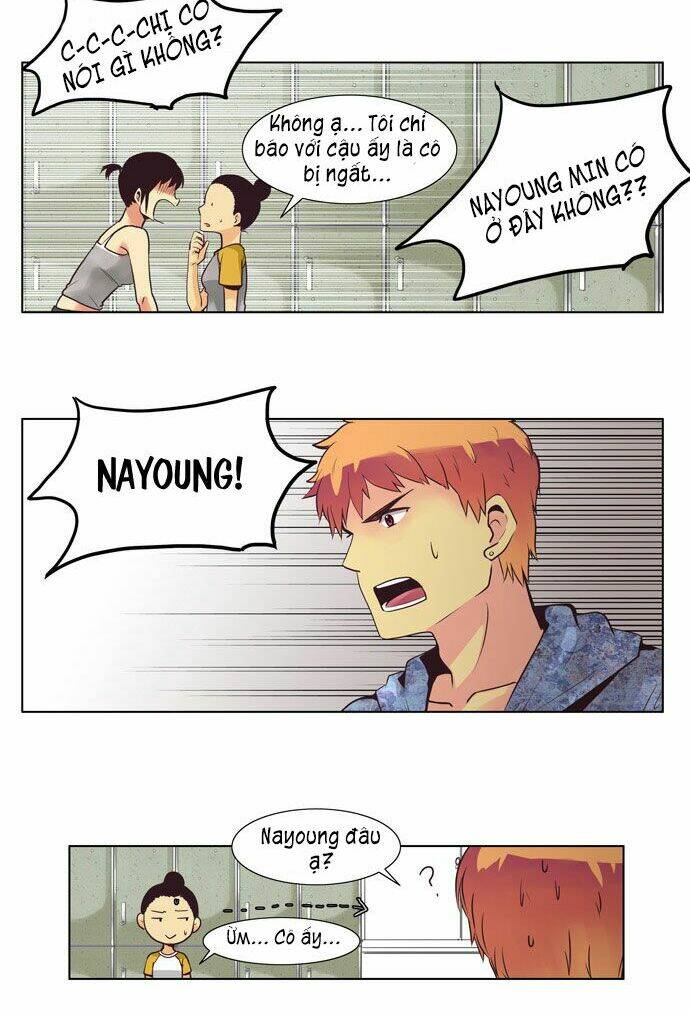 C-C-C-CHỊ CÓ
NÓI GÌ KHÔNG?
Không ạ... Tôi chỉ
báo với cậu ấy là cô
bị ngất...
NAYOUNG MIN CÓ
Ở ĐÂY KHÔNG??
NAYOUNG!
Nayoung đâu
ạ?
?
Ừm... Cô ấy...